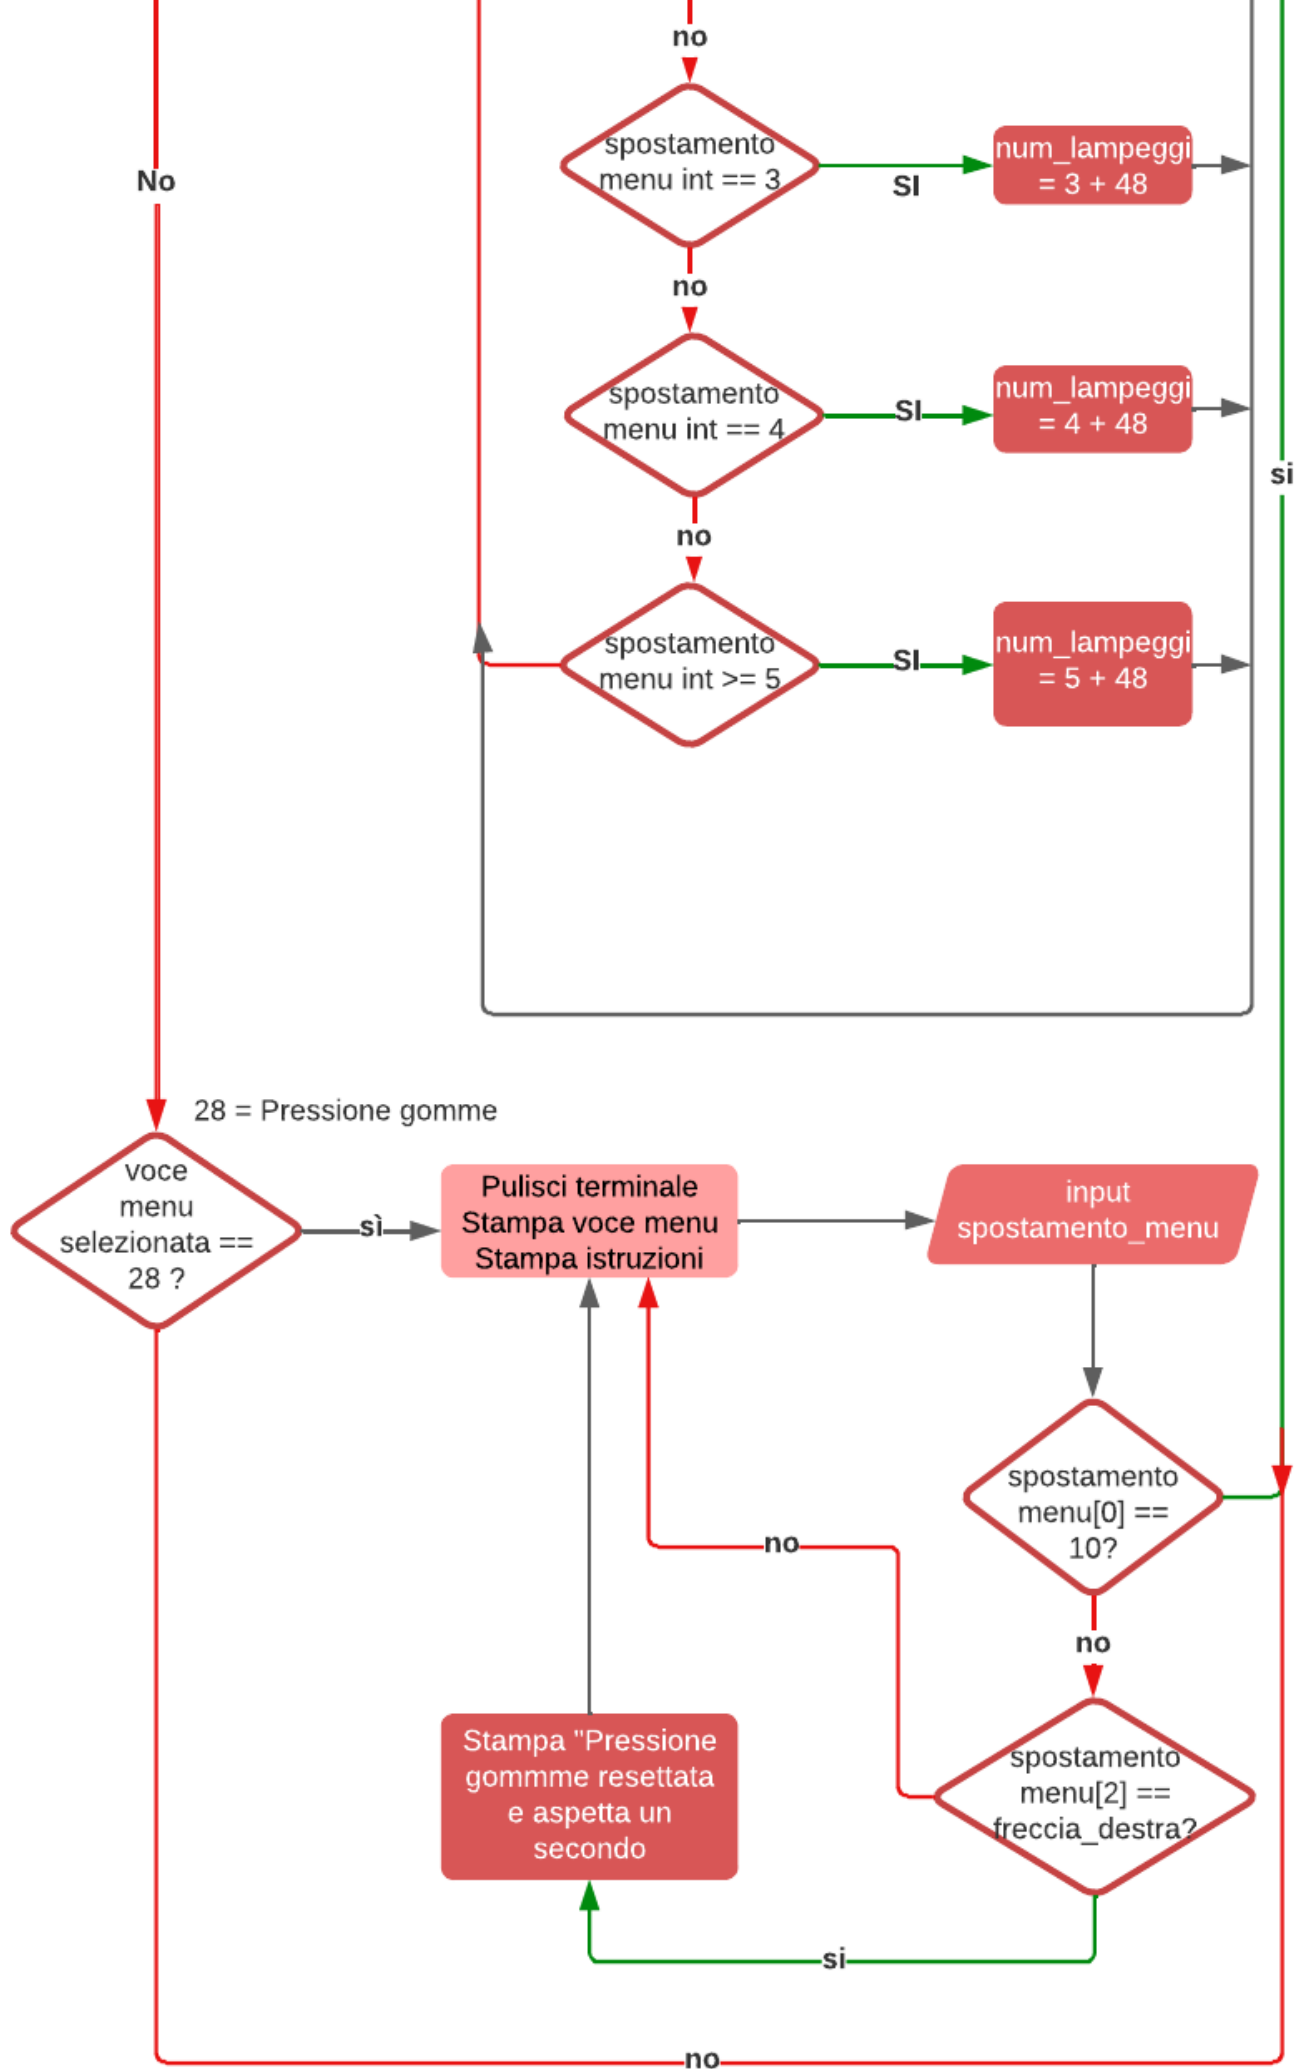 no
No
spostamento
menu int == 3
SI
num_lampeggi
= 3 + 48
no
spostamento
menu int == 4
SI
num_lampeggi
= 4 + 48
si
no
spostamento
menu int >= 5
SI
num_lampeggi
= 5 + 48
28 = Pressione gomme
voce
menu
selezionata ==
28 ?
sì
Pulisci terminale
Stampa voce menu
Stampa istruzioni
input
spostamento_menu
spostamento
menu[0] ==
10?
no
no
spostamento
menu[2] ==
freccia_destra?
Stampa "Pressione
gommme resettata
e aspetta un
secondo
si
no